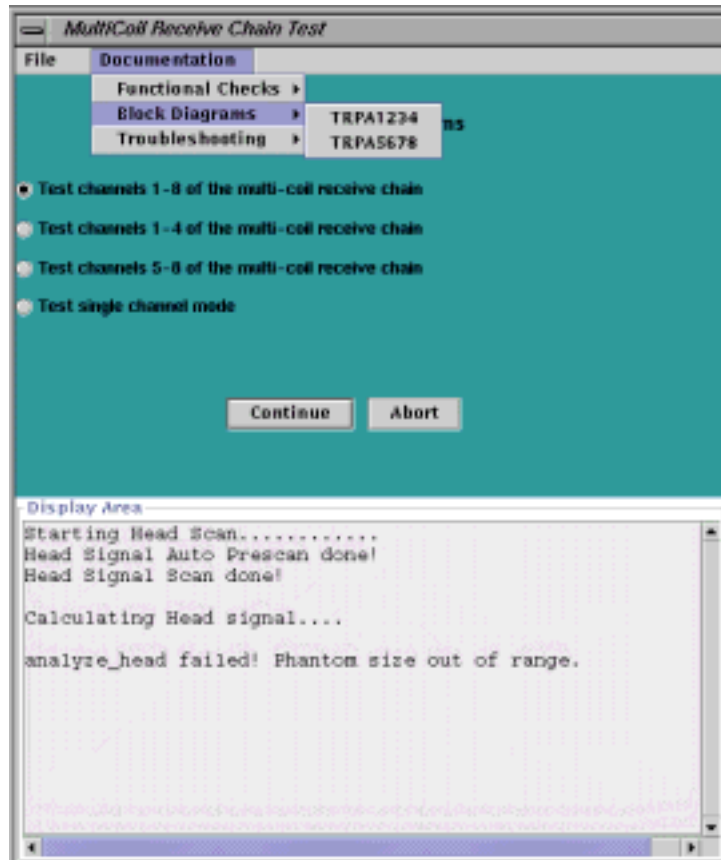 MultiCoil Receive Chain Test
File Documentation
Functional Checks
Block Diagrams
Troubleshooting
TRPA1234
TRPA5678
ns
Test channels 1-8 of the multi-coil receive chain
Test channels 1-4 of the multi-coil receive chain
Test channels 5-8 of the multi-coil receive chain
Test single channel mode
Continue Abort
Display Area
Starting Head Scan............
Head Signal Auto Prescan done!
Head Signal Scan done!
Calculating Head signal....
analyze_head failed! Phantom size out of range.